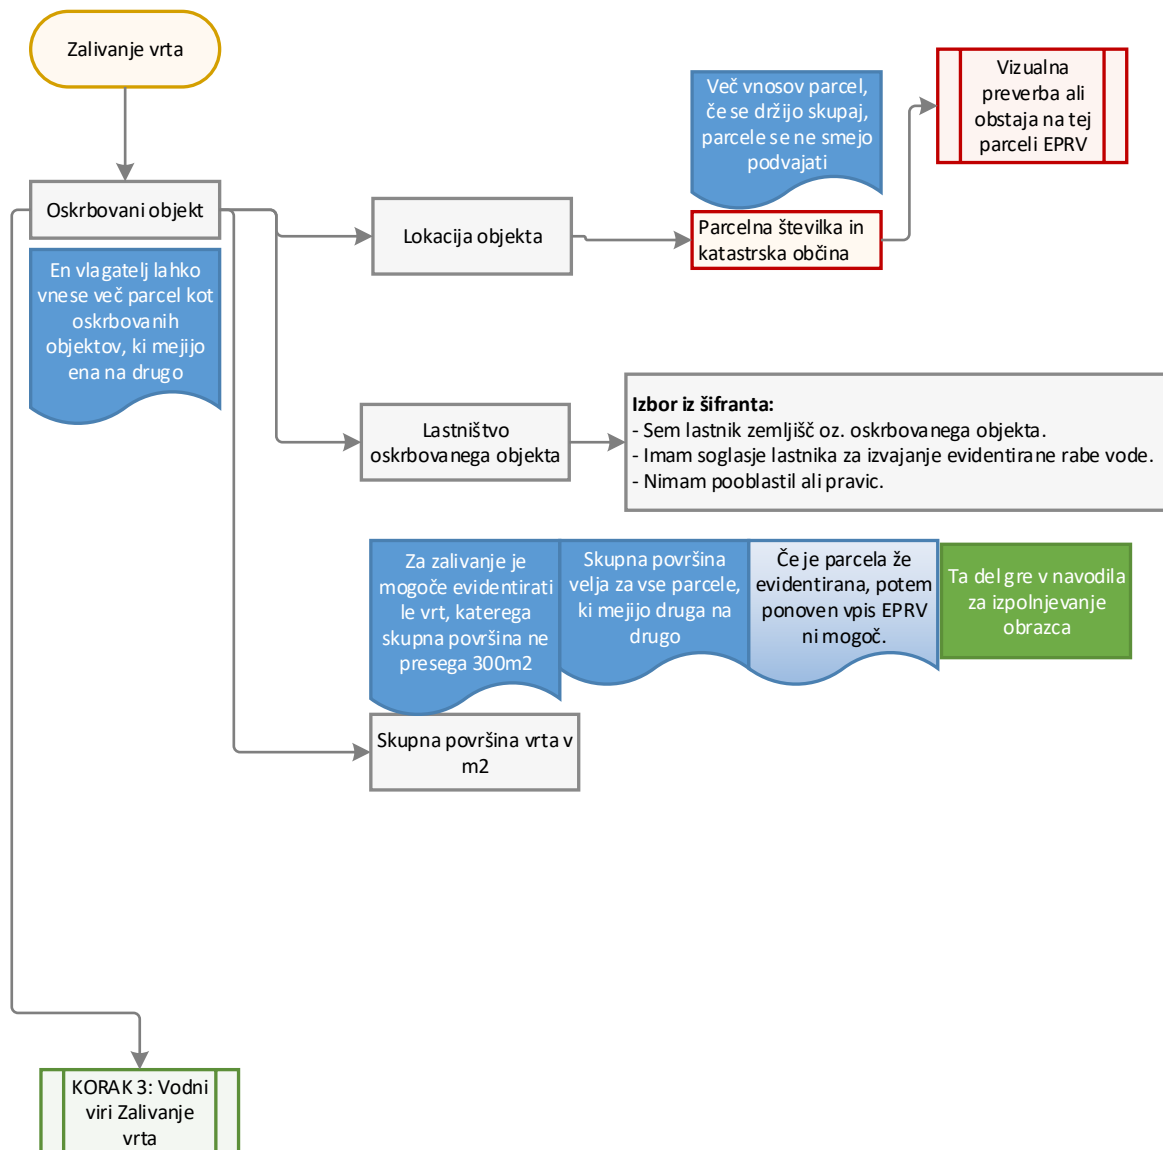 Zalivanje vrta
Več vnosov parcel,
če se držijo skupaj,
parcele se ne smejo
podvajati
Vizualna
preverba ali
obstaja na tej
parceli EPRV
Oskrbovani objekt
Lokacija objekta
Parcelna številka in
katastrska občina
En vlagatelj lahko
vnese več parcel kot
oskrbovanih
objektov, ki mejijo
ena na drugo
Lastništvo
oskrbovanega objekta
Izbor iz šifranta:
- Sem lastnik zemljišč oz. oskrbovanega objekta.
- Imam soglasje lastnika za izvajanje evidentirane rabe vode.
- Nimam pooblastil ali pravic.
Za zalivanje je
mogoče evidentirati
le vrt, katerega
skupna površina ne
presega 300m2
Skupna površina
velja za vse parcele,
ki mejijo druga na
drugo
Če je parcela že
evidentirana, potem
ponoven vpis EPRV
ni mogoč.
Ta del gre v navodila
za izpolnjevanje
obrazca
Skupna površina vrta v
m2
KORAK 3: Vodni
viri Zalivanje
vrta